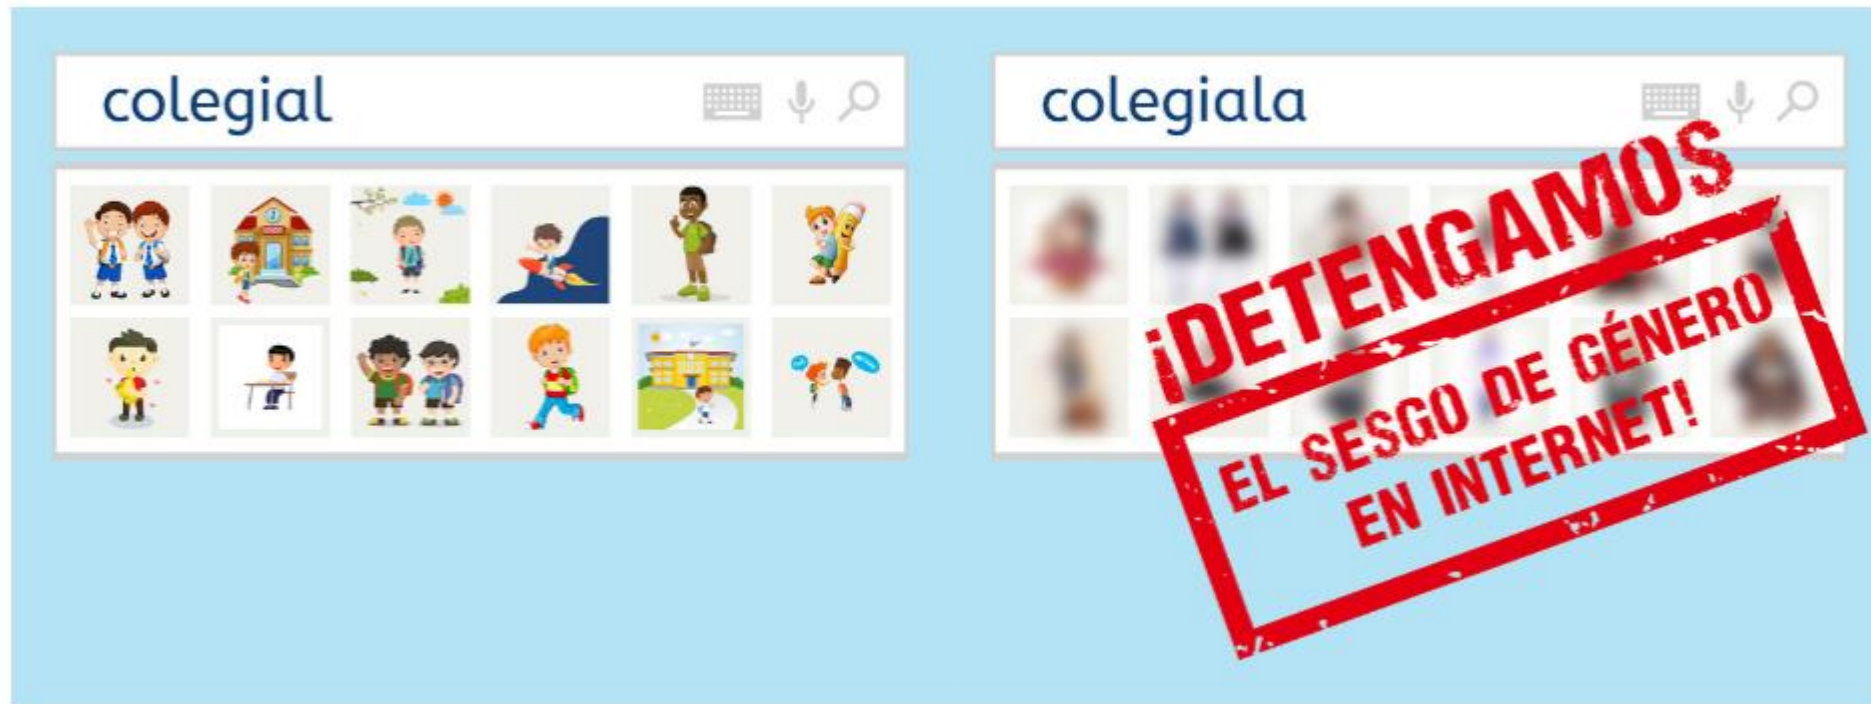 colegial
colegiala
¡DETENGAMOS
EL SESGO DE GÉNERO
EN INTERNET!